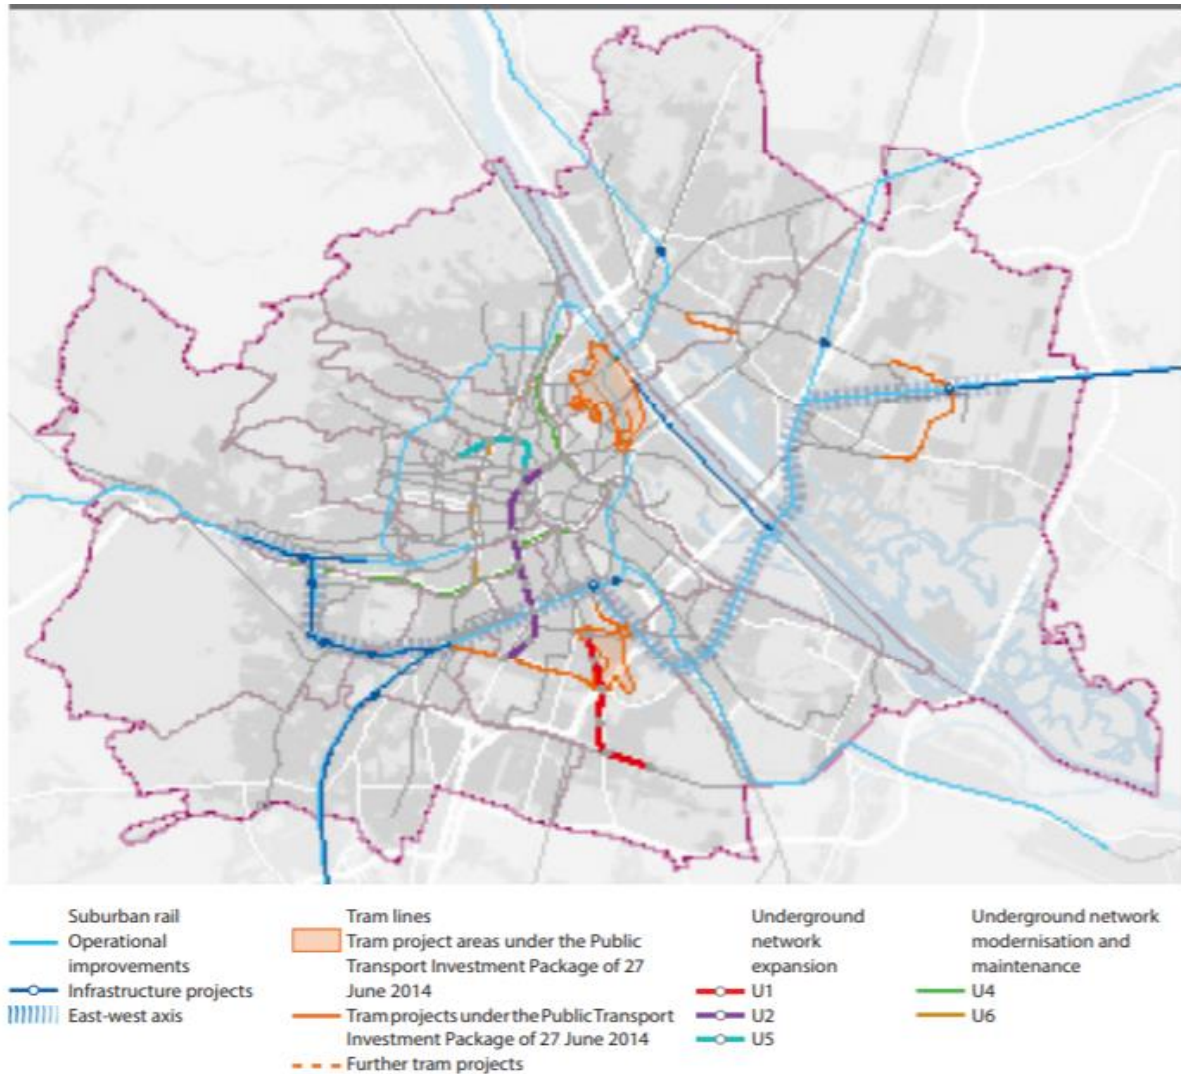 Suburban rail
Operational
improvements
Infrastructure projects
East-west axis
Tram lines
Tram project areas under the Public
Transport Investment Package of 27
June 2014
Tram projects under the Public Transport
Investment Package of 27 June 2014
Further tram projects
Underground
network
expansion
U1
U2
U5
Underground network
modernisation and
maintenance
U4
U6